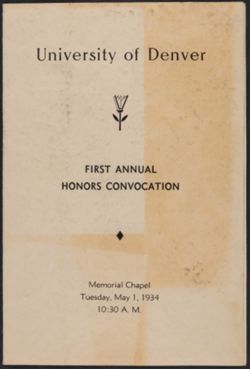 University of Denver
FIRST ANNUAL
HONORS CONVOCATION
Memorial Chapel
Tuesday, May 1, 1934
10:30 A. M.